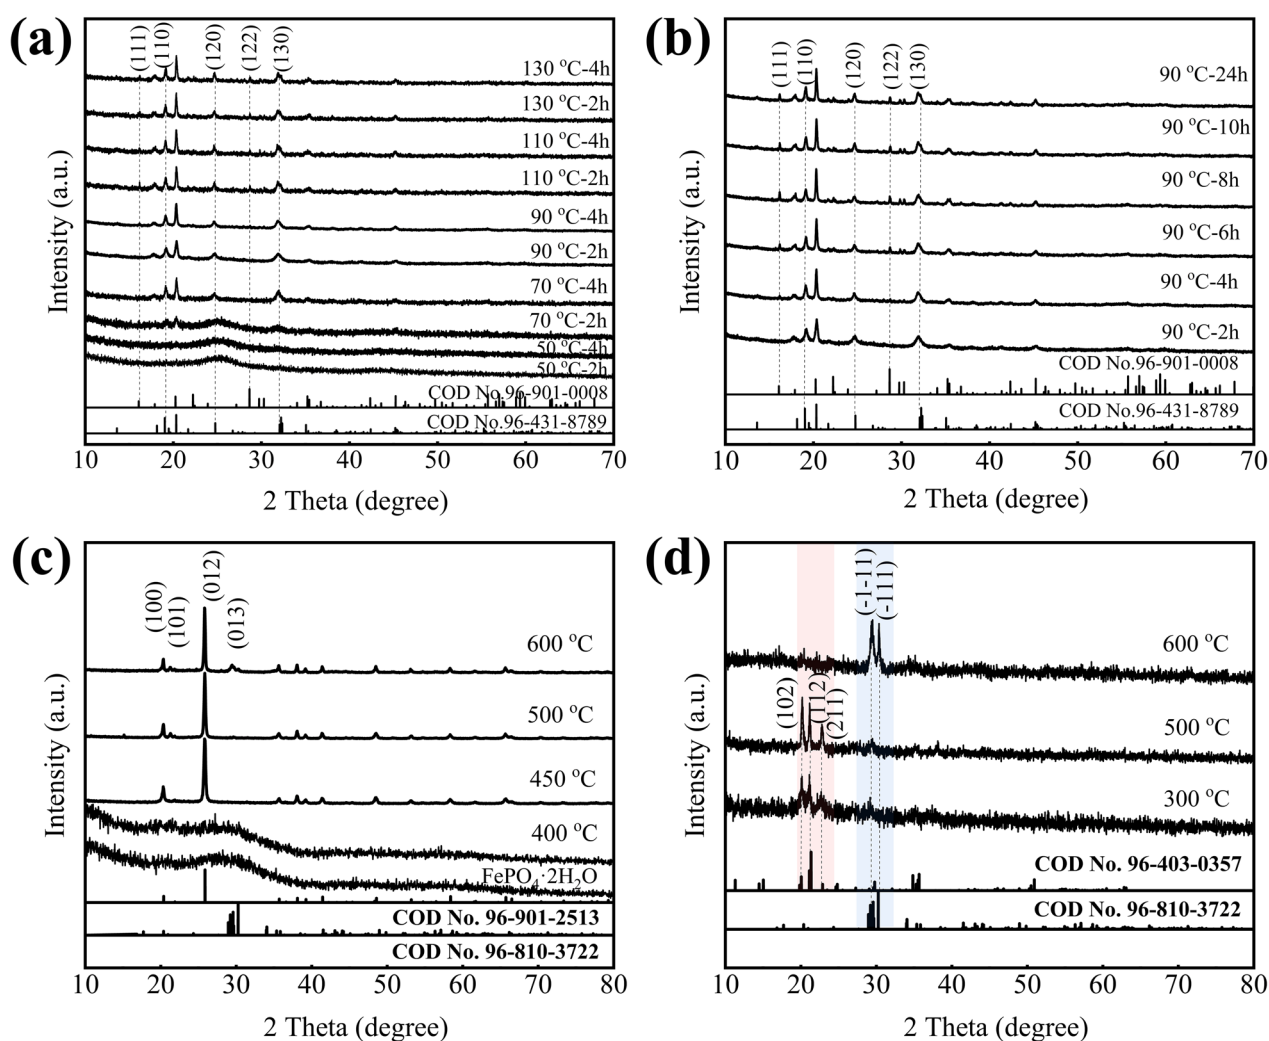 (a)
(111)
(110)
(120)
(122)
(130)
130 °C-4h
130 °C-2h
110 °C-4h
110 °C-2h
90 °C-4h
90 °C-2h
70 °C-4h
70 °C-2h
50 °C-4h
50 °C-2h
COD No.96-901-0008
COD No.96-431-8789
Intensity (a.u.)
10 20 30 40 50 60 70
2 Theta (degree)
(b)
(111)
(110)
(120)
(122)
(130)
90 °C-24h
90 °C-10h
90 °C-8h
90 °C-6h
90 °C-4h
90 °C-2h
COD No.96-901-0008
COD No.96-431-8789
Intensity (a.u.)
10 20 30 40 50 60 70
2 Theta (degree)
(c)
(100)
(101)
(012)
(013)
600 °C
500 °C
450 °C
400 °C
FePO₄·2H₂O
COD No. 96-901-2513
COD No. 96-810-3722
Intensity (a.u.)
10 20 30 40 50 60 70 80
2 Theta (degree)
(d)
(-1-11)
(-111)
600 °C
(102)
(112)
(211)
500 °C
300 °C
COD No. 96-403-0357
COD No. 96-810-3722
Intensity (a.u.)
10 20 30 40 50 60 70 80
2 Theta (degree)